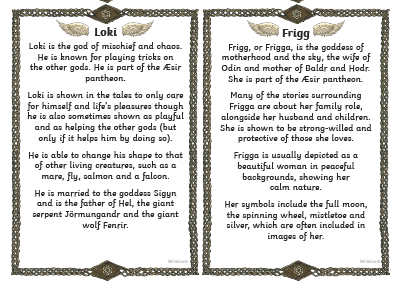 Loki
Loki is the god of mischief and chaos.
He is known for playing tricks on
the other gods. He is part of the Æsir
pantheon.
Loki is shown in the tales to only care
for himself and life's pleasures though
he is also sometimes shown as playful
and as helping the other gods (but
only if it helps him by doing so).
He is able to change his shape to that
of other living creatures, such as a
mare, fly, salmon and a falcon.
He is married to the goddess Sigyn
and is the father of Hel, the giant
serpent Jörmungandr and the giant
wolf Fenrir.
Frigg
Frigg, or Frigga, is the goddess of
motherhood and the sky, the wife of
Odin and mother of Baldr and Hodr.
She is part of the Æsir pantheon.
Many of the stories surrounding
Frigga are about her family role,
alongside her husband and children.
She is shown to be strong-willed and
protective of those she loves.
Frigga is usually depicted as a
beautiful woman in peaceful
backgrounds, showing her
calm nature.
Her symbols include the full moon,
the spinning wheel, mistletoe and
silver, which are often included in
images of her.